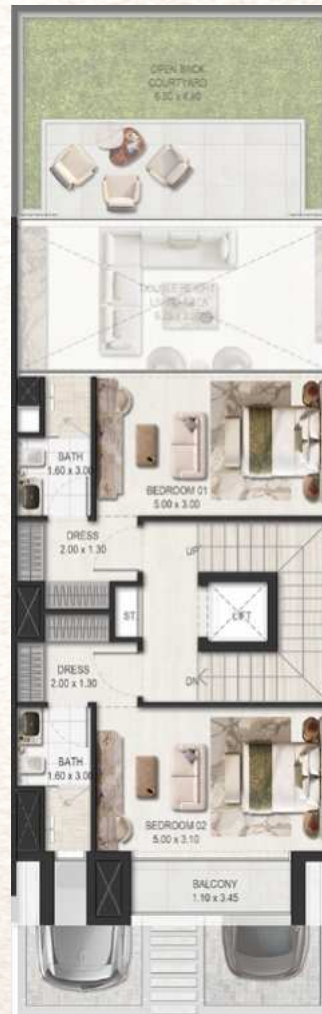 OPEN BACK
COURTYARD
DOUBLE HEIGHT
BATH
1.60 x 3.00
BEDROOM 01
5.00 x 3.00
DRESS
2.00 x 1.30
UP
ST.
LIFT
DN
DRESS
2.00 x 1.30
BATH
1.60 x 3.00
BEDROOM 02
5.00 x 3.10
BALCONY
1.10 x 3.45